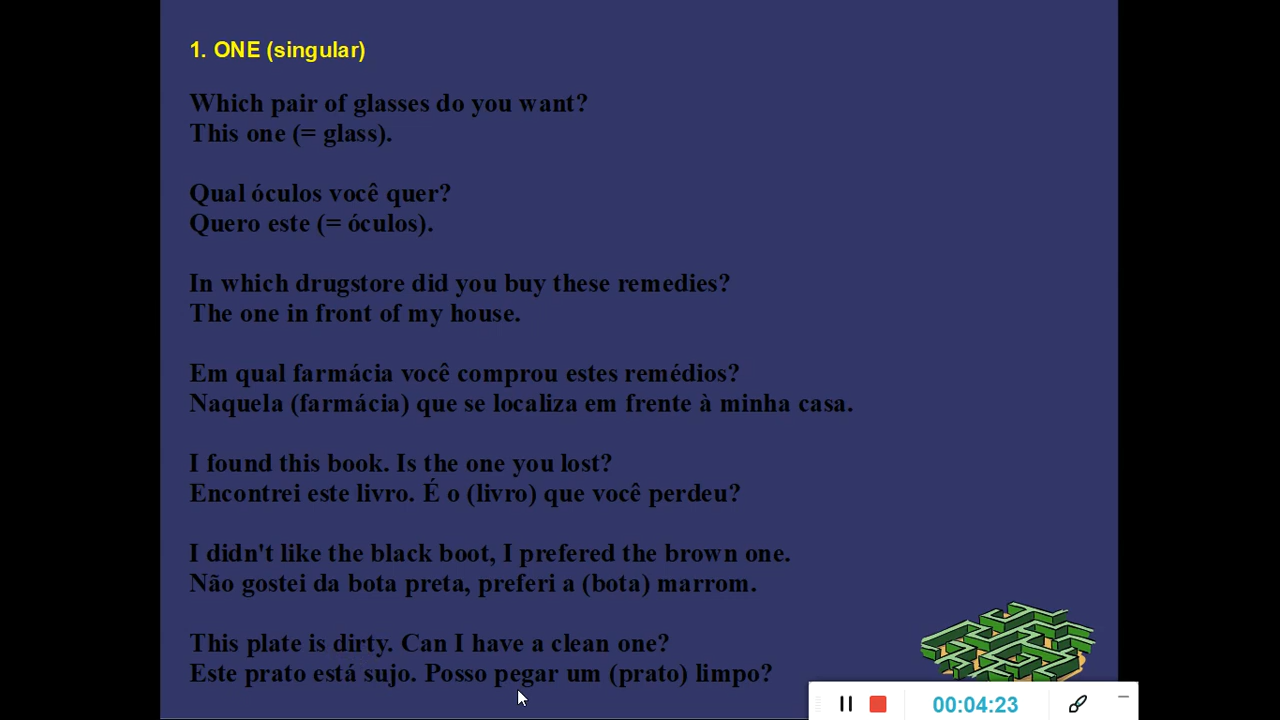 1. ONE (singular)
Which pair of glasses do you want?
This one (= glass).
Qual óculos você quer?
Quero este (= óculos).
In which drugstore did you buy these remedies?
The one in front of my house.
Em qual farmácia você comprou estes remédios?
Naquela (farmácia) que se localiza em frente à minha casa.
I found this book. Is the one you lost?
Encontrei este livro. É o (livro) que você perdeu?
I didn't like the black boot, I prefered the brown one.
Não gostei da bota preta, preferi a (bota) marrom.
This plate is dirty. Can I have a clean one?
Este prato está sujo. Posso pegar um (prato) limpo?
00:04:23